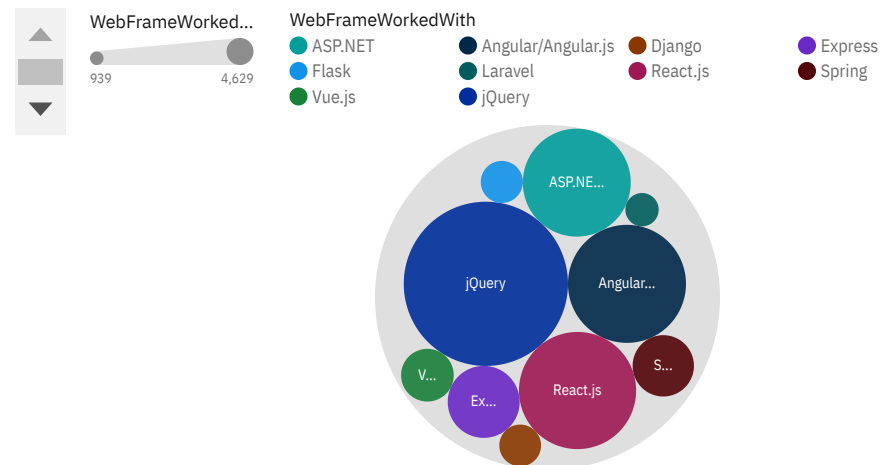 WebFrameWorked...
939
4,629
WebFrameWorkedWith
ASP.NET
Angular/Angular.js
Django
Express
Flask
Laravel
React.js
Spring
Vue.js
jQuery
ASP.NE...
jQuery
Angular...
S...
V...
React.js
Ex...